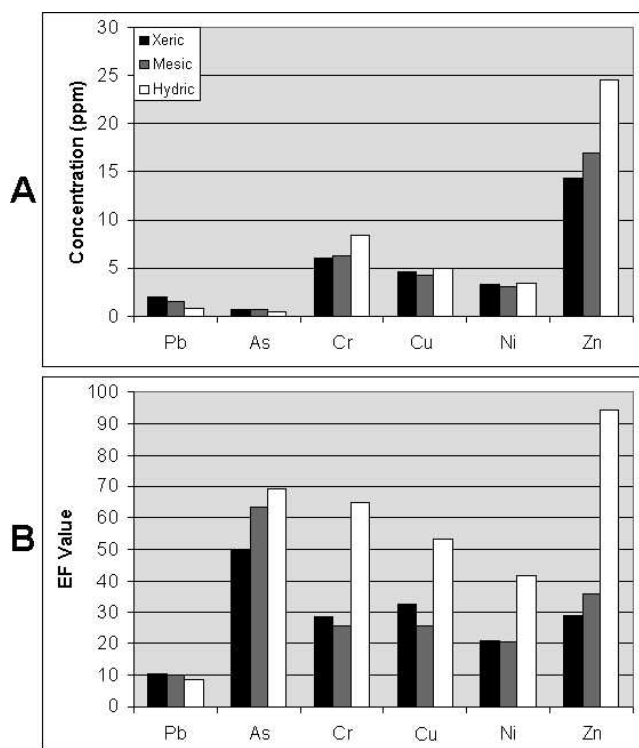 A
Concentration (ppm)
30
25
20
15
10
5
0
Xeric
Mesic
Hydric
Pb As Cr Cu Ni Zn
B
EF Value
100
90
80
70
60
50
40
30
20
10
0
Pb As Cr Cu Ni Zn